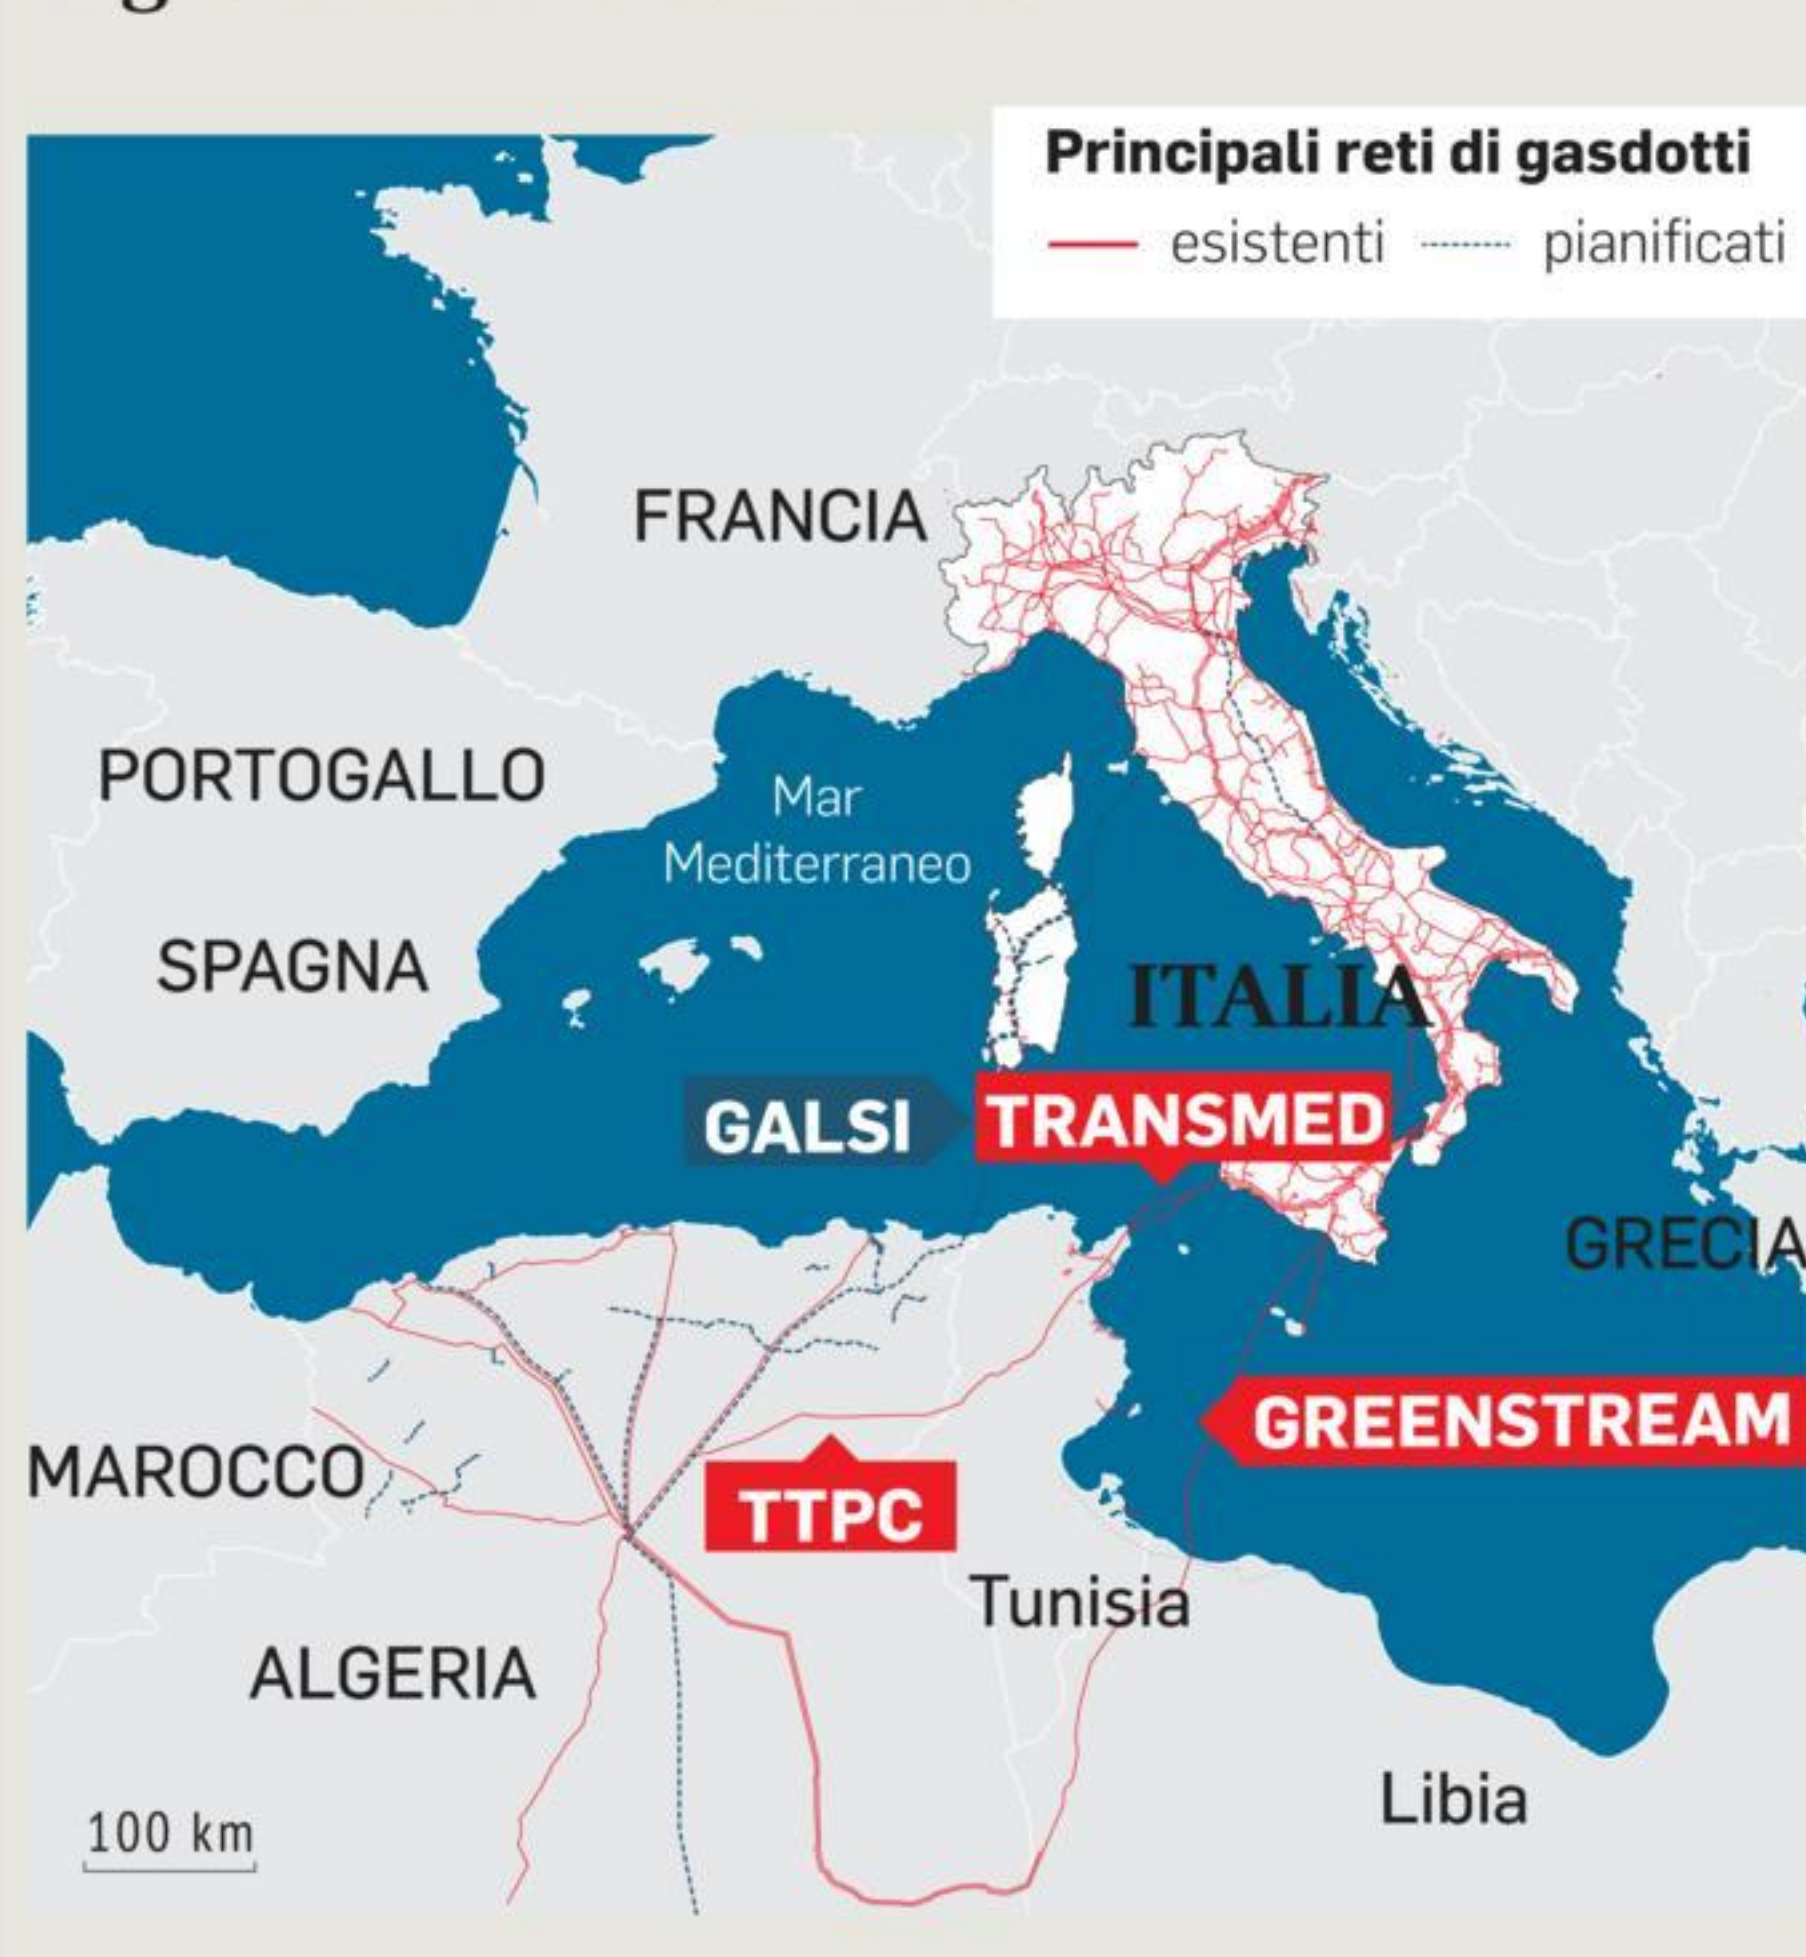 Principali reti di gasdotti
esistenti pianificati
FRANCIA
PORTOGALLO
Mar
Mediterraneo
SPAGNA
ITALIA
GALSI
TRANSMED
GRECIA
GREENSTREAM
MAROCCO
TTPC
Tunisia
ALGERIA
Libia
100 km